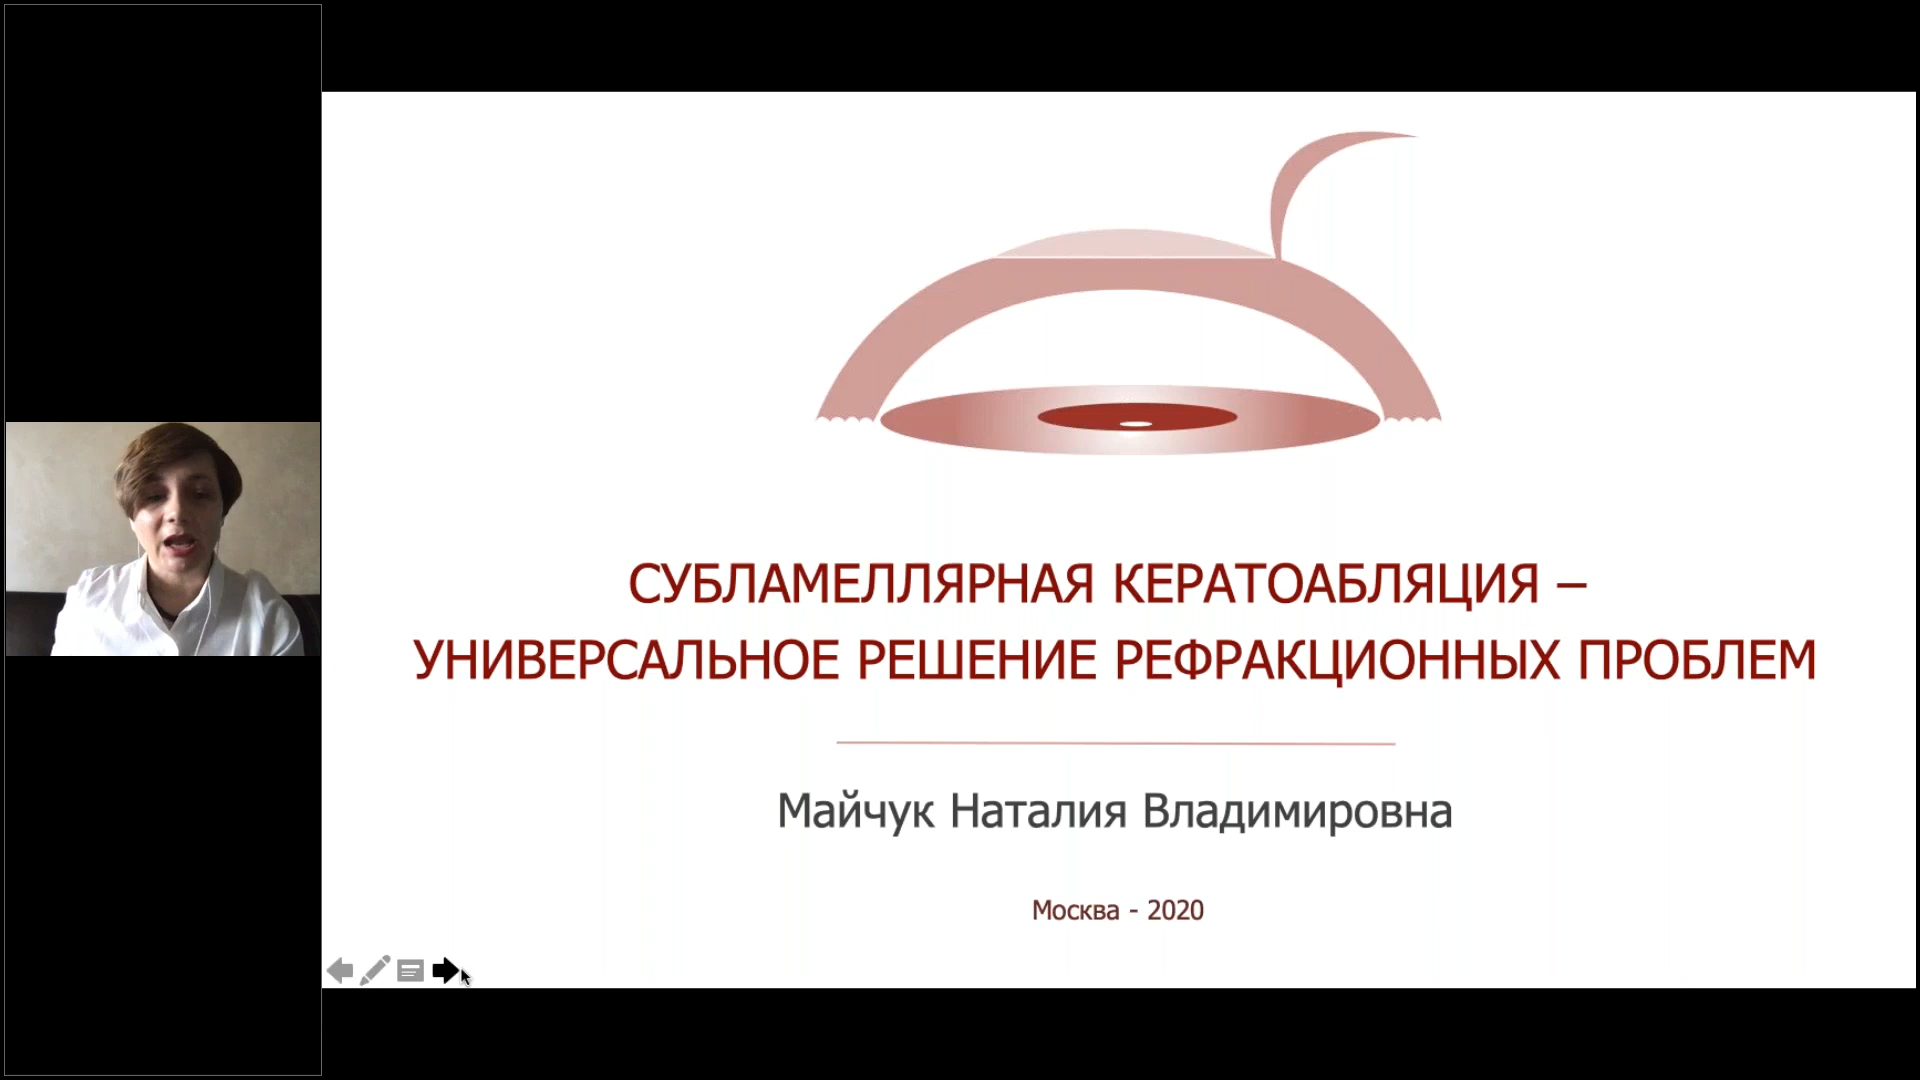 СУБЛАМЕЛЛЯРНАЯ КЕРАТОАБЛЯЦИЯ –
УНИВЕРСАЛЬНОЕ РЕШЕНИЕ РЕФРАКЦИОННЫХ ПРОБЛЕМ
Майчук Наталия Владимировна
Москва - 2020